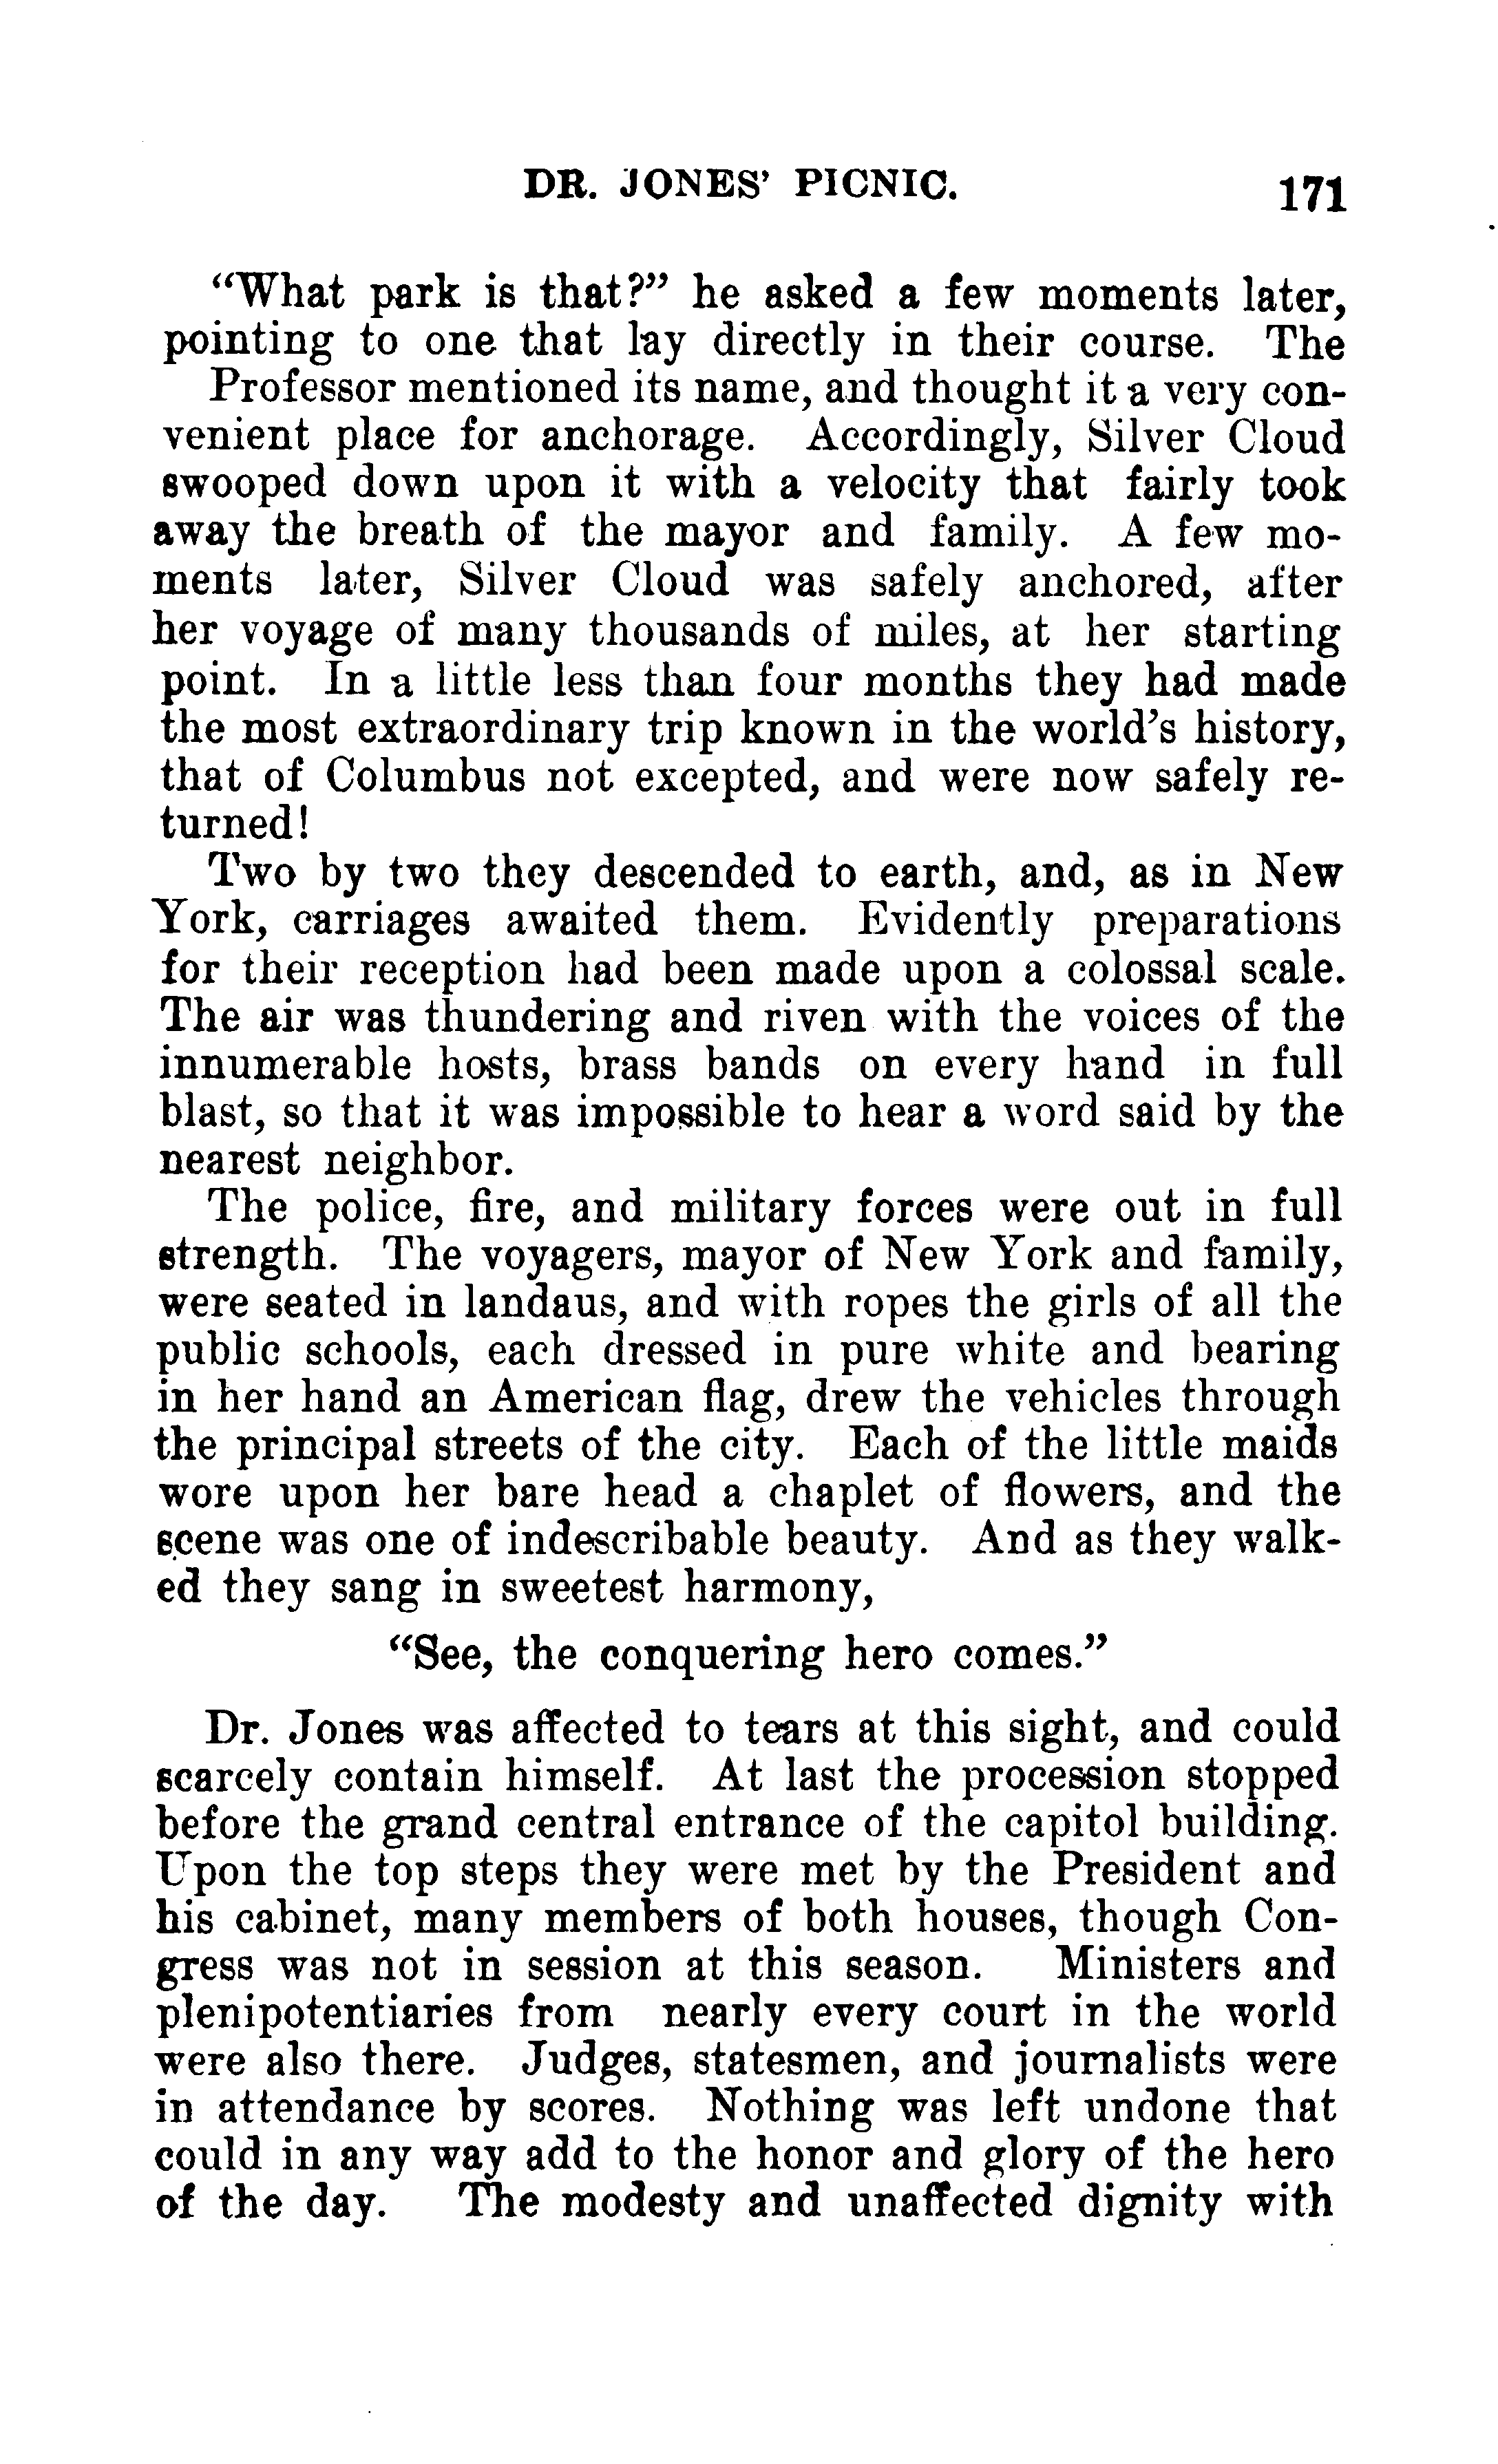 DR. JONES' PICNIC. 171
"What park is that?" he asked a few moments later,
pointing to one that lay directly in their course. The
Professor mentioned its name, and thought it a very con-
venient place for anchorage. Accordingly, Silver Cloud
swooped down upon it with a velocity that fairly took
away the breath of the mayor and family. A few mo-
ments later, Silver Cloud was safely anchored, after
her voyage of many thousands of miles, at her starting
point. In a little less than four months they had made
the most extraordinary trip known in the world's history,
that of Columbus not excepted, and were now safely re-
turned!
Two by two they descended to earth, and, as in New
York, carriages awaited them. Evidently preparations
for their reception had been made upon a colossal scale.
The air was thundering and riven with the voices of the
innumerable hosts, brass bands on every hand in full
blast, so that it was impossible to hear a word said by the
nearest neighbor.
The police, fire, and military forces were out in full
strength. The voyagers, mayor of New York and family,
were seated in landaus, and with ropes the girls of all the
public schools, each dressed in pure white and bearing
in her hand an American flag, drew the vehicles through
the principal streets of the city. Each of the little maids
wore upon her bare head a chaplet of flowers, and the
scene was one of indescribable beauty. And as they walk-
ed they sang in sweetest harmony,
"See, the conquering hero comes."
Dr. Jones was affected to tears at this sight, and could
scarcely contain himself. At last the procession stopped
before the grand central entrance of the capitol building.
Upon the top steps they were met by the President and
his cabinet, many members of both houses, though Con-
gress was not in session at this season. Ministers and
plenipotentiaries from nearly every court in the world
were also there. Judges, statesmen, and journalists were
in attendance by scores. Nothing was left undone that
could in any way add to the honor and glory of the hero
of the day. The modesty and unaffected dignity with